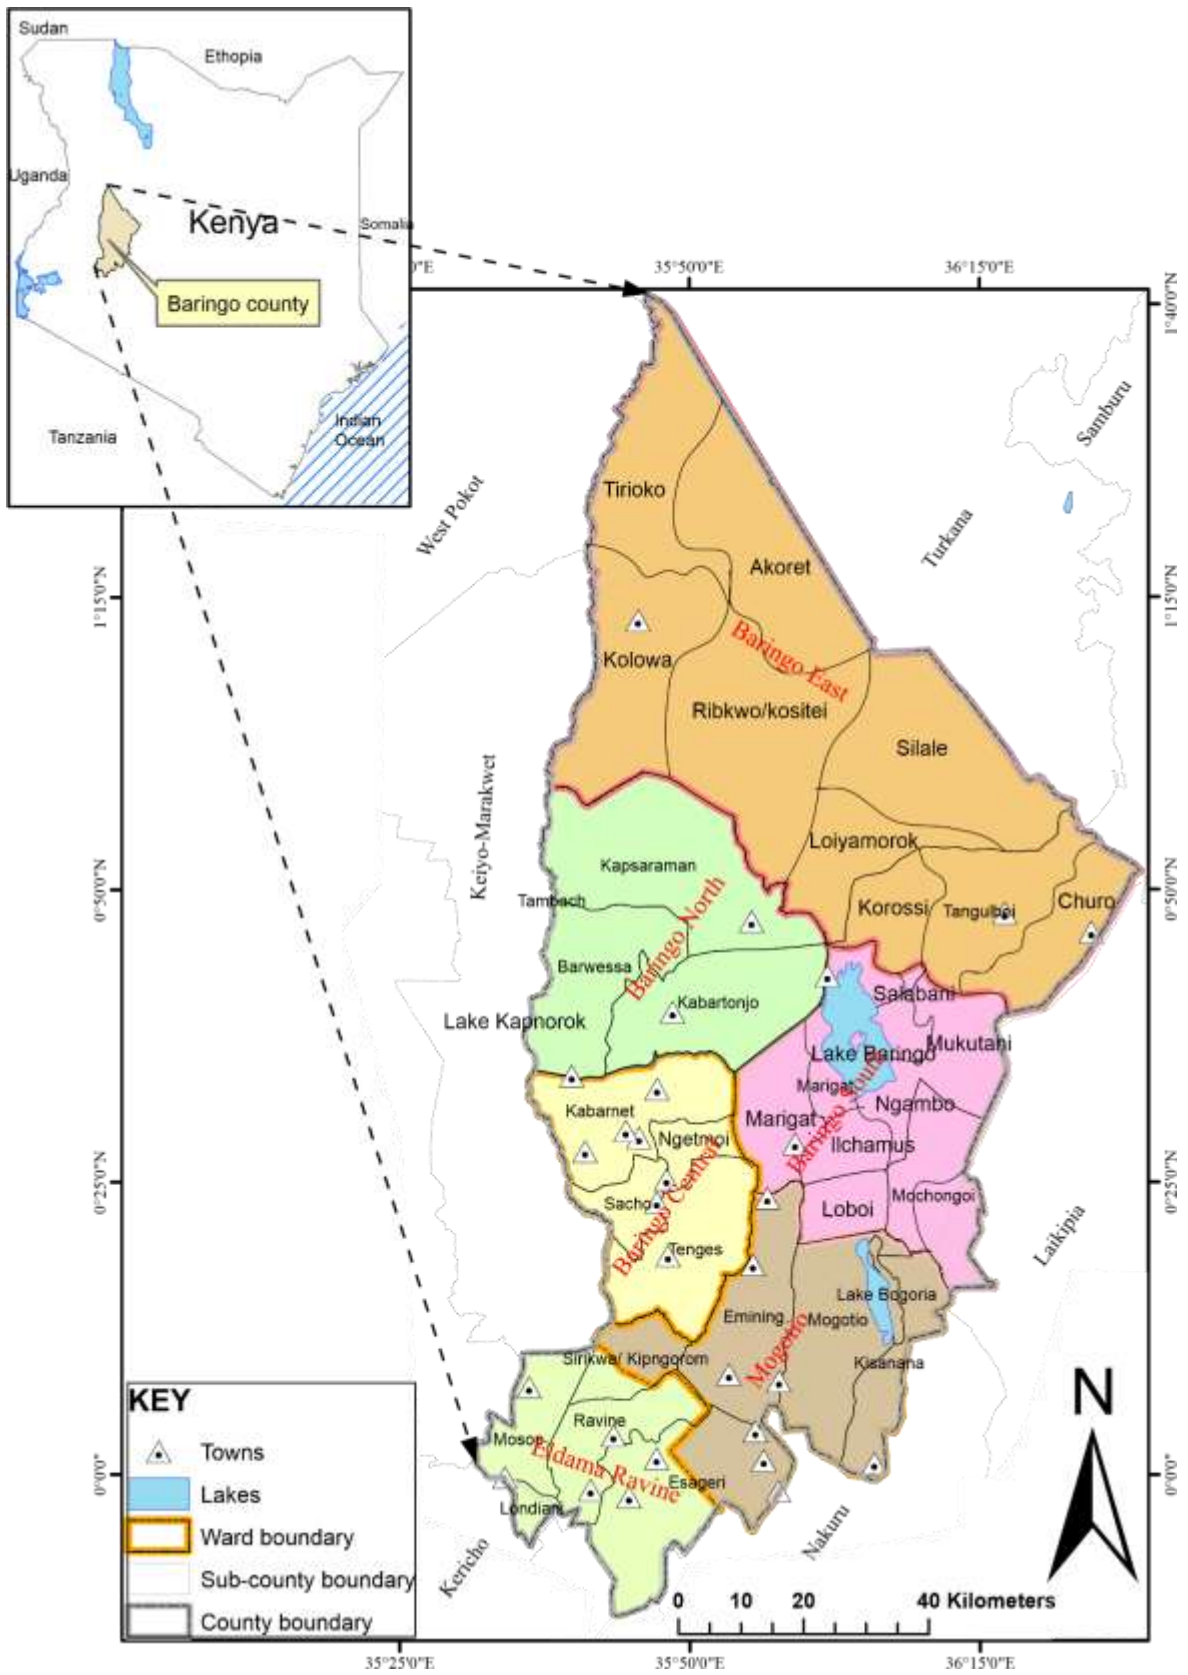 Sudan
Ethopia
Uganda
Kenya
Somalia
Baringo county
Tanzania
Indian
Ocean
0'0"E
35°50'0"E
36°15'0"E
1°40'0"N
Samburu
West Pokot
Turkana
Tirioko
Akoret
1°15'0"N
1°15'0"N
Baringo East
Kolowa
Ribkwo/kositei
Silale
Keiyo-Marakwet
Loiyamorok
Kapsaraman
0°50'0"N
0°50'0"N
Tambach
Baringo North
Korossi
Tangulbei
Churo
Barwessa
Salabani
Kabartonjo
Lake Kapnorok
Lake Baringo
Mukutani
Marigat
Baringo South
Kabarnet
Marigat
Ngambo
Ngetmoi
Ilchamus
0°25'0"N
0°25'0"N
Baringo Central
Sacho
Loboi
Mochongoi
Laikipia
Tenges
Lake Bogoria
Emining
Mogotio
Mogotio
Sirikwa/ Kipngorom
Kisanana
KEY
N
Towns
Mosop
Ravine
Eldama Ravine
Esageri
0°0'0"
0°0'0"
Lakes
Londiani
Ward boundary
Nakuru
Kericho
Sub-county boundary
0 10 20 40 Kilometers
County boundary
35°25'0"E
35°50'0"E
36°15'0"E